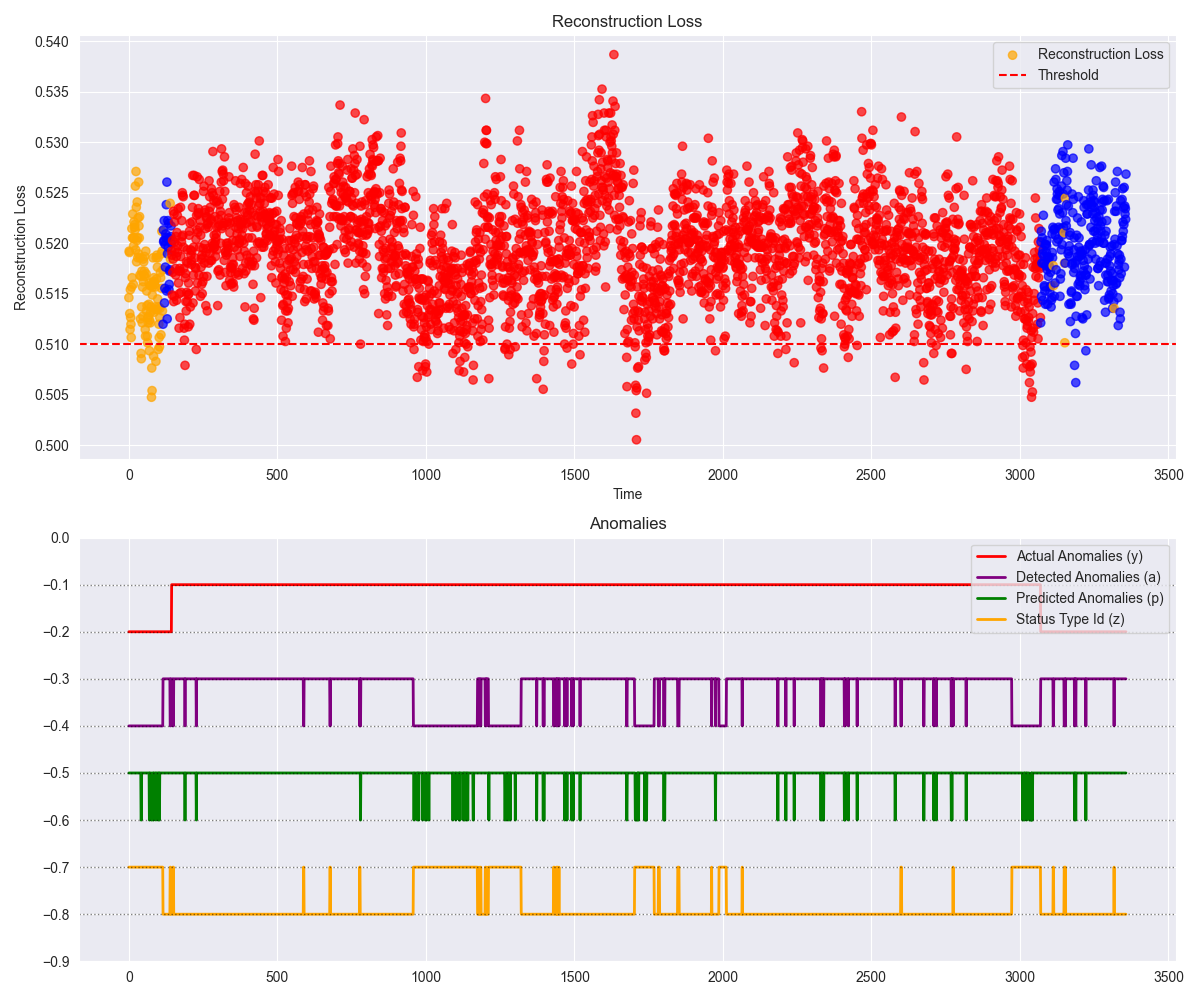 Reconstruction Loss
0.540
0.535
0.530
0.525
0.520
0.515
0.510
0.505
0.500
Reconstruction Loss
Reconstruction Loss
Threshold
0 500 1000 1500 2000 2500 3000 3500
Time
Anomalies
0.0
−0.1
−0.2
−0.3
−0.4
−0.5
−0.6
−0.7
−0.8
−0.9
Actual Anomalies (y)
Detected Anomalies (a)
Predicted Anomalies (p)
Status Type Id (z)
0 500 1000 1500 2000 2500 3000 3500